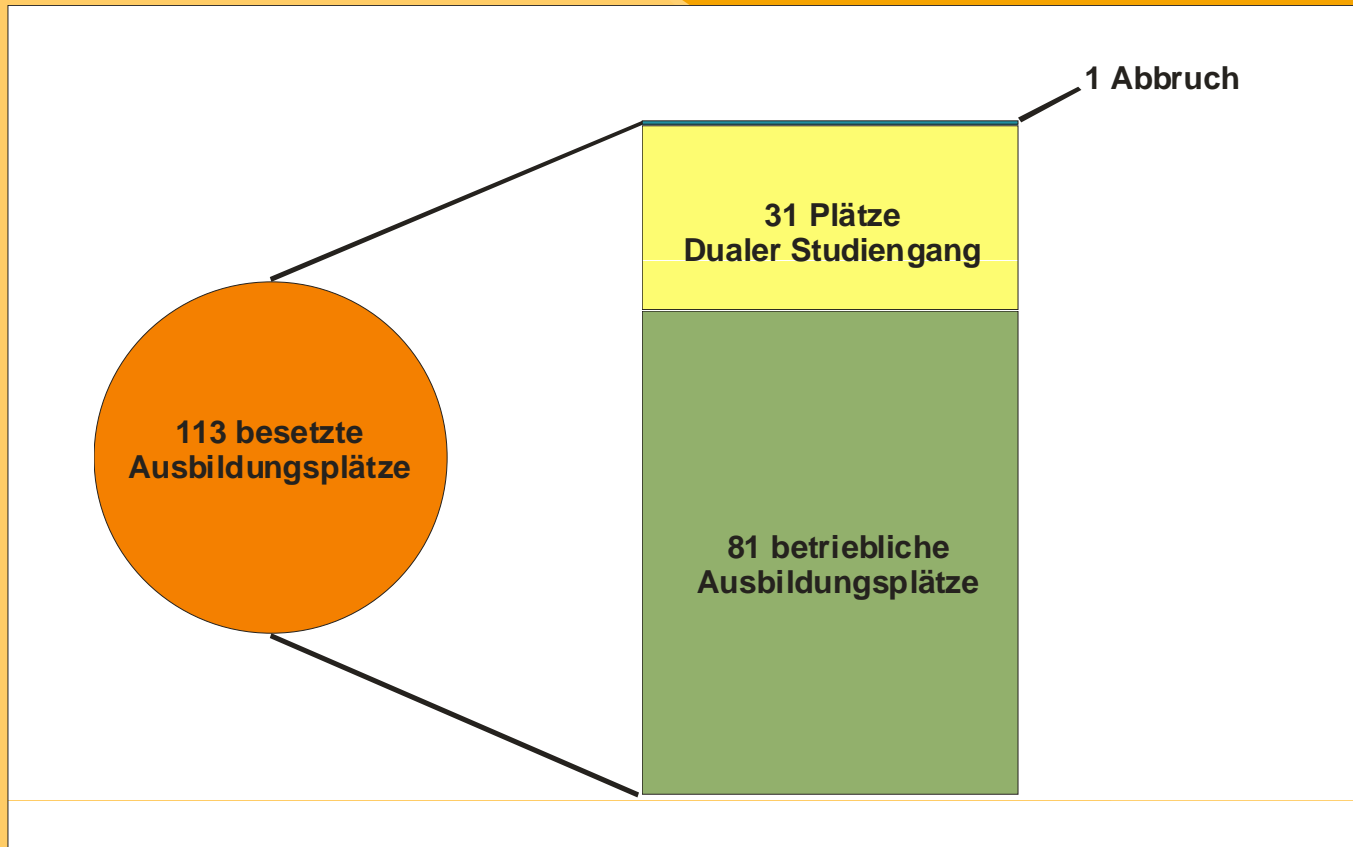 1 Abbruch
31 Plätze
Dualer Studiengang
113 besetzte
Ausbildungsplätze
81 betriebliche
Ausbildungsplätze